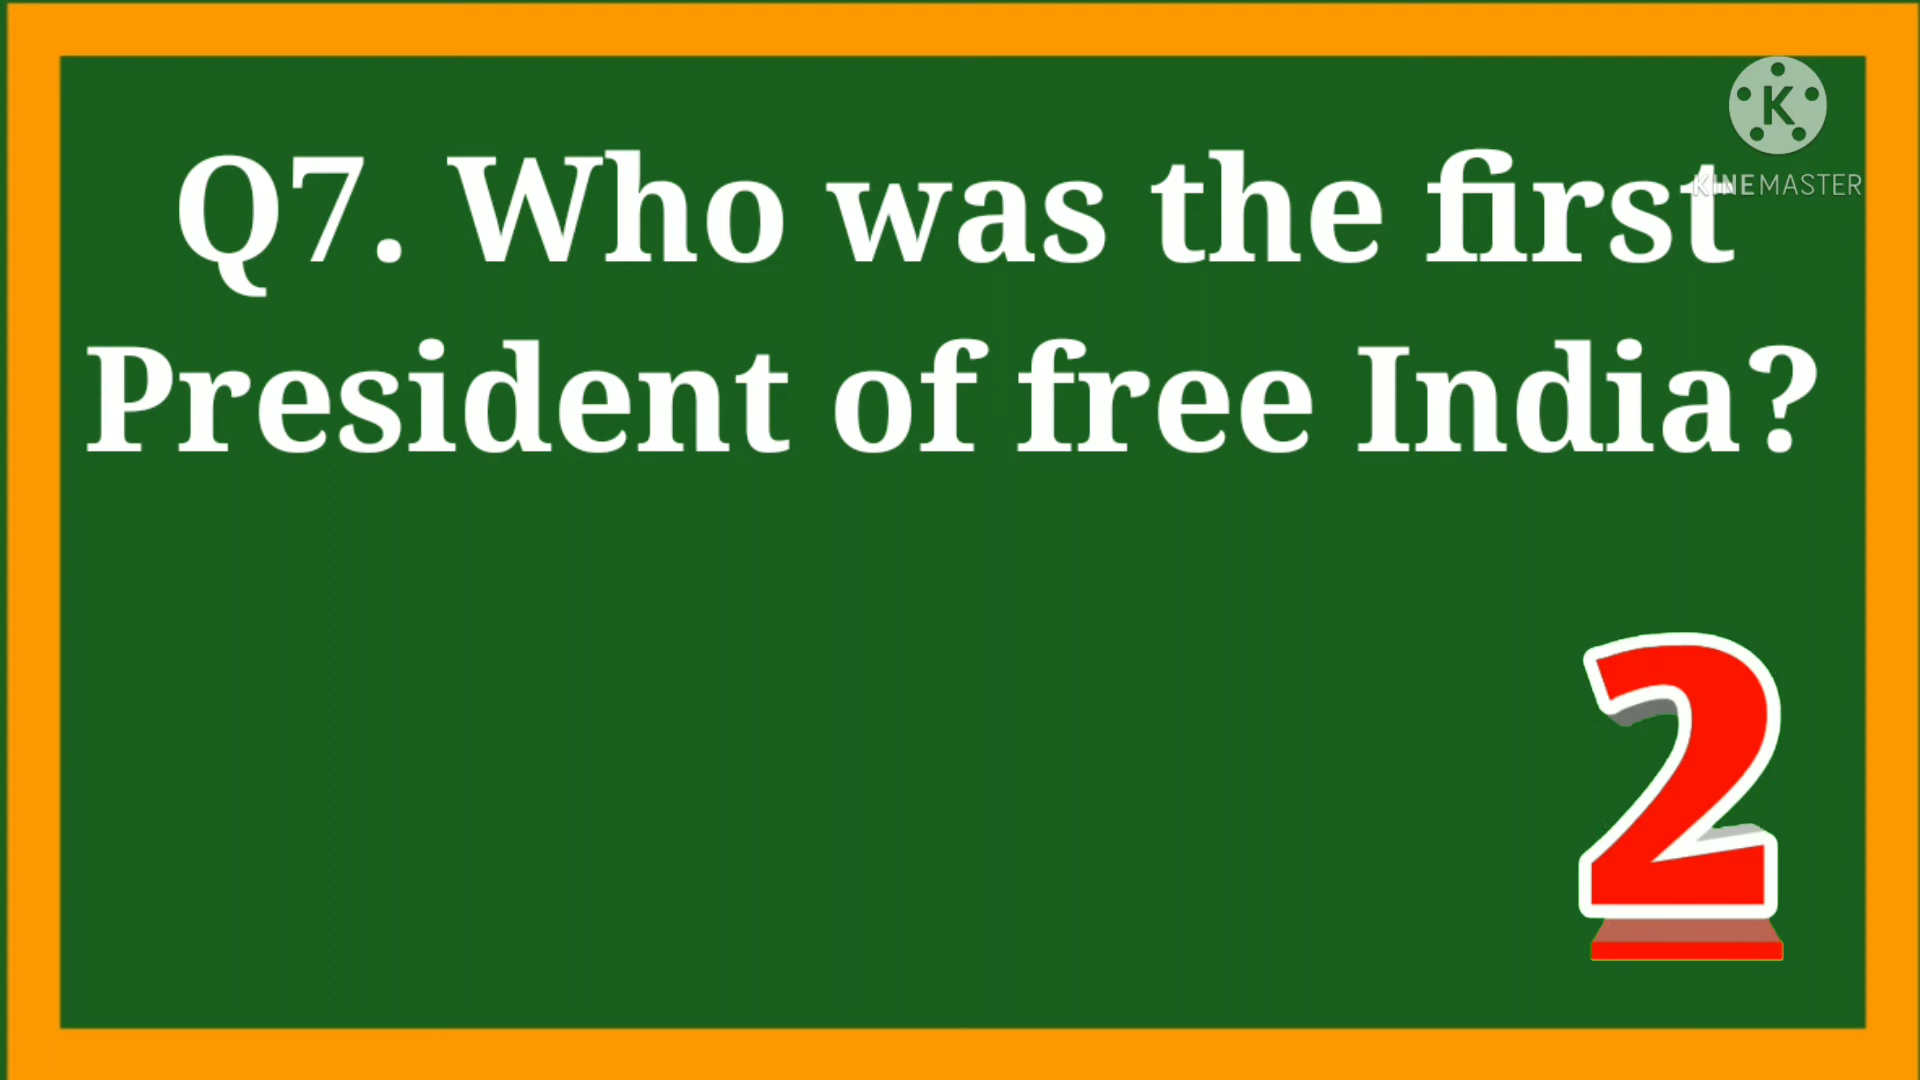 K
KINEMASTER
Q7. Who was the first
President of free India?
2